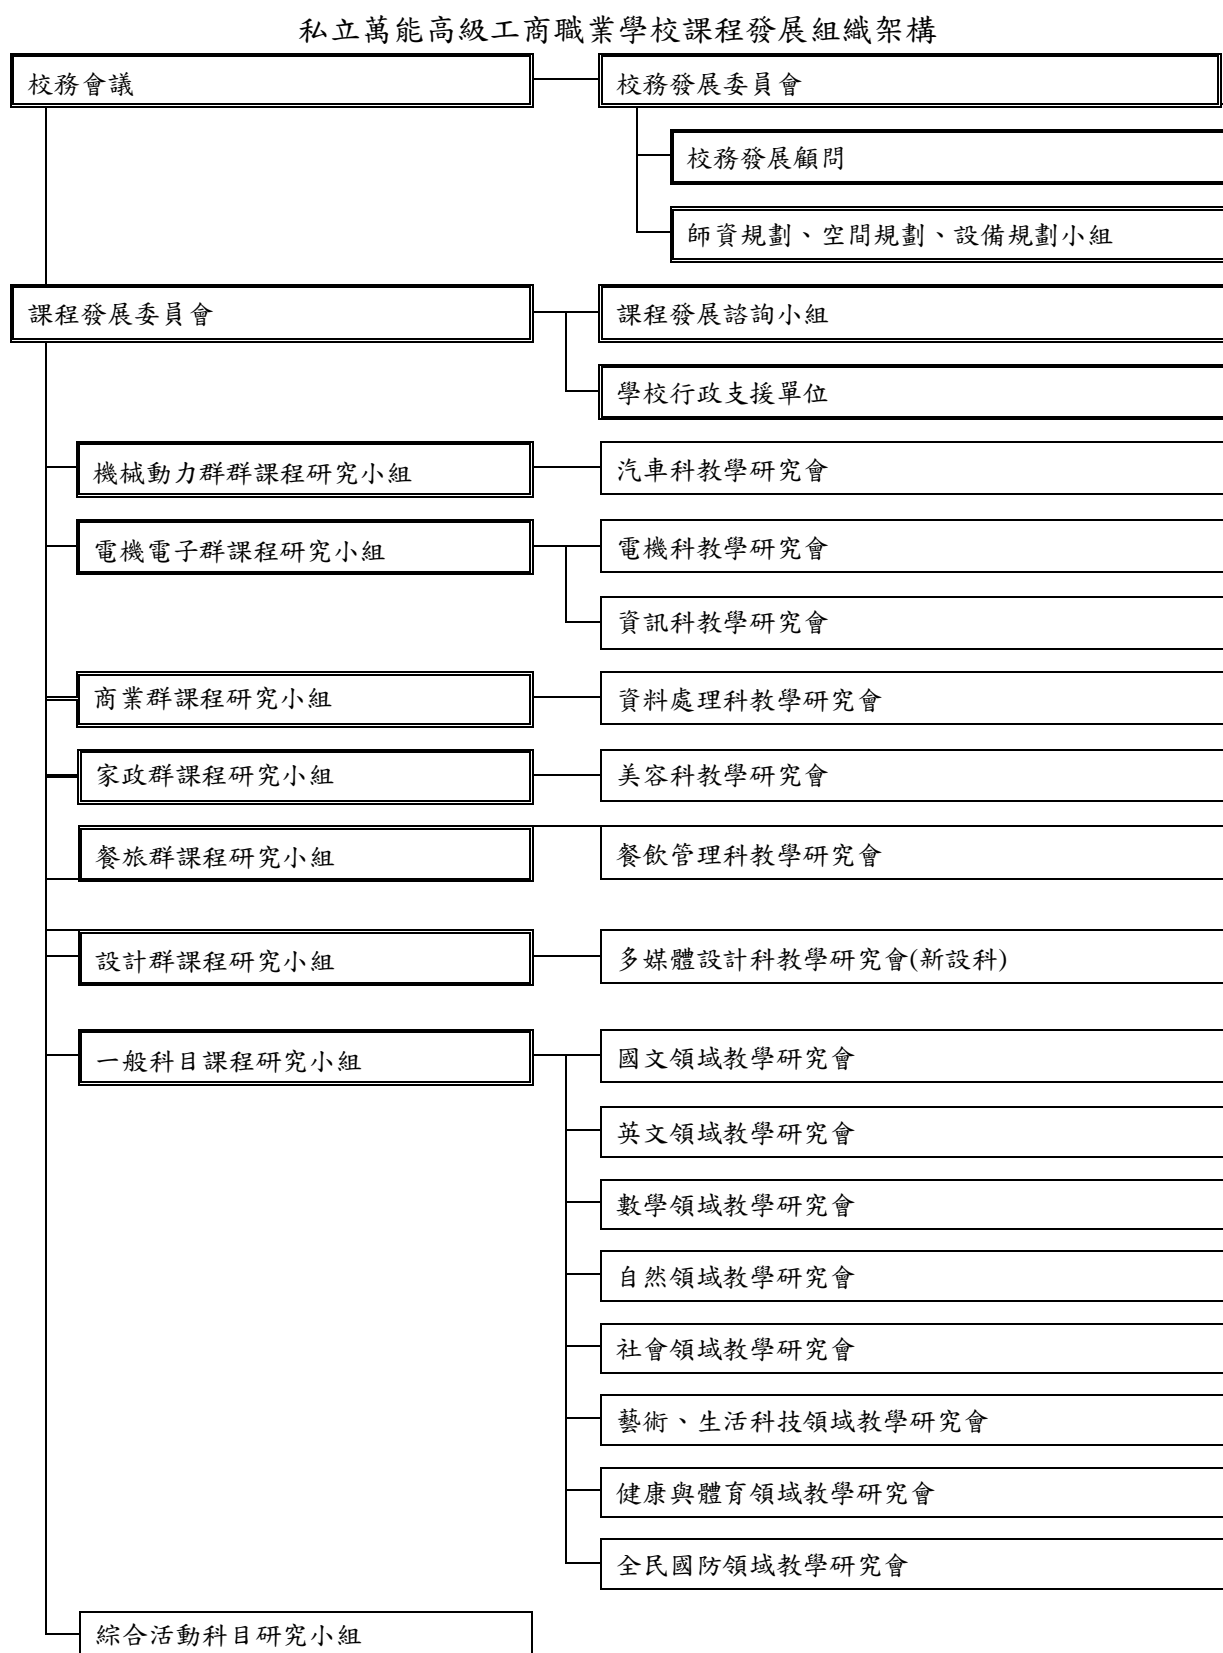 私立萬能高級工商職業學校課程發展組織架構
校務會議
校務發展委員會
校務發展顧問
師資規劃、空間規劃、設備規劃小組
課程發展委員會
課程發展諮詢小組
學校行政支援單位
機械動力群群課程研究小組
汽車科教學研究會
電機電子群課程研究小組
電機科教學研究會
資訊科教學研究會
商業群課程研究小組
資料處理科教學研究會
家政群課程研究小組
美容科教學研究會
餐旅群課程研究小組
餐飲管理科教學研究會
設計群課程研究小組
多媒體設計科教學研究會(新設科)
一般科目課程研究小組
國文領域教學研究會
英文領域教學研究會
數學領域教學研究會
自然領域教學研究會
社會領域教學研究會
藝術、生活科技領域教學研究會
健康與體育領域教學研究會
全民國防領域教學研究會
綜合活動科目研究小組